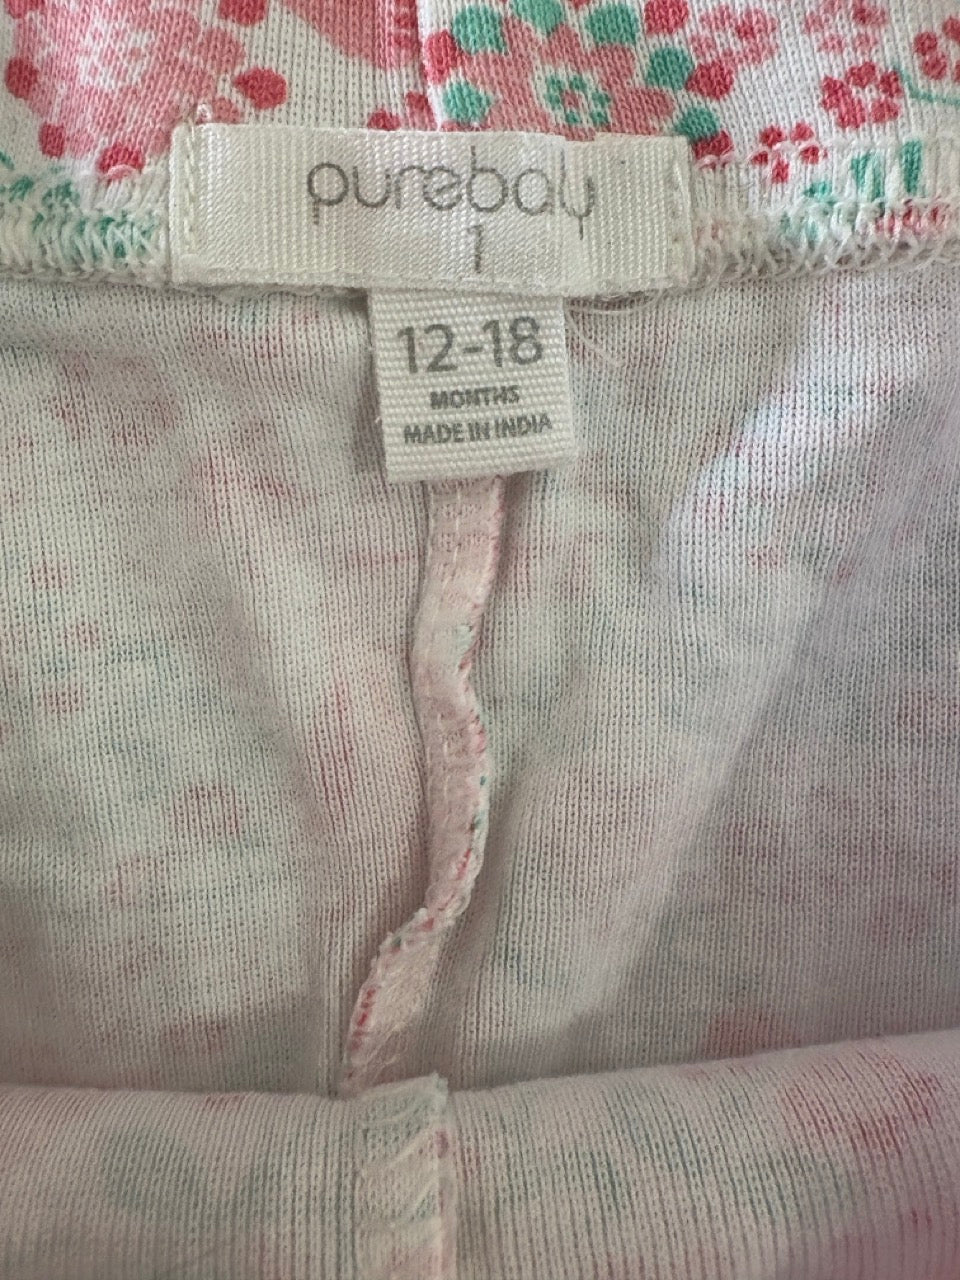 purebaby
1
12-18
MONTHS
MADE IN INDIA